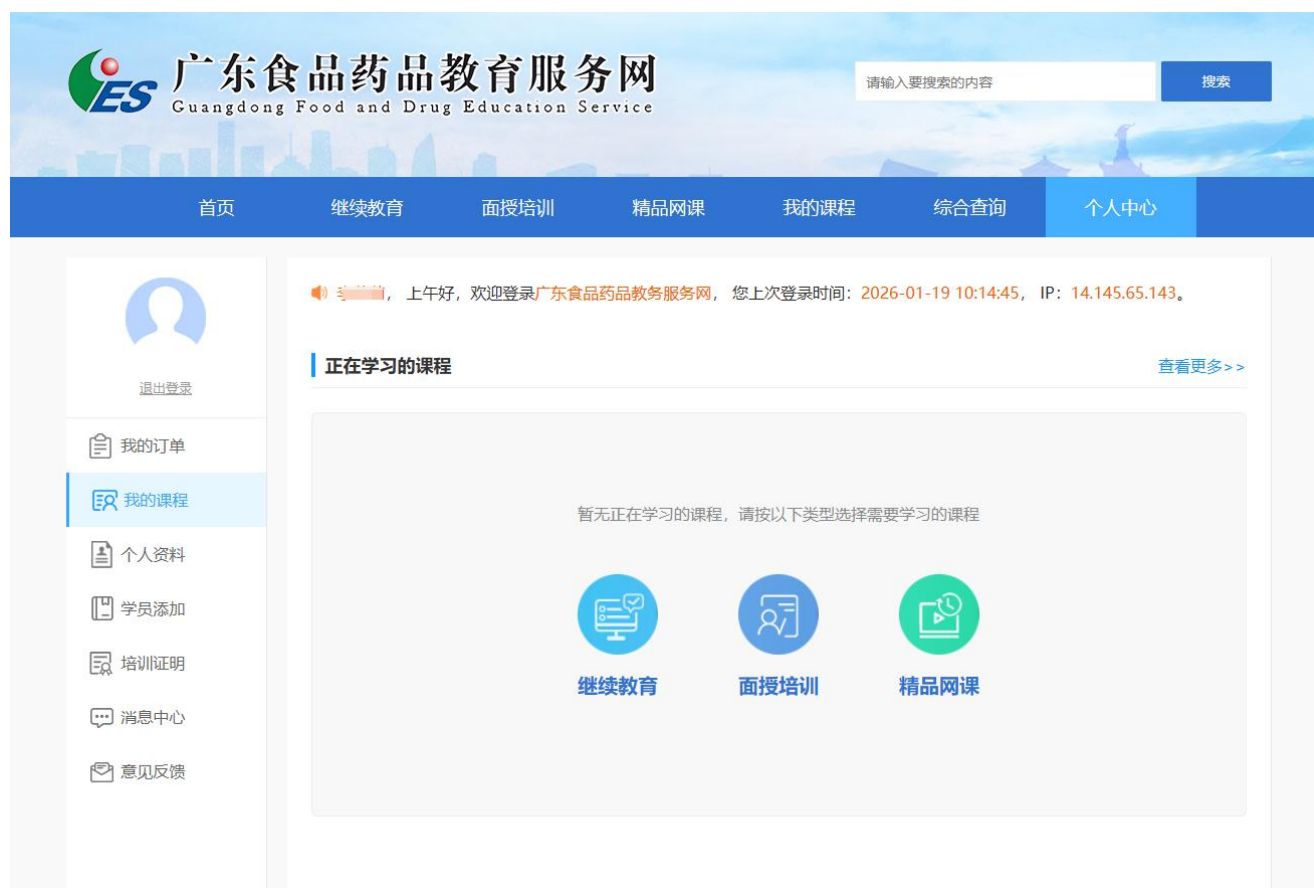 广东食品药品教育服务网
Guangdong Food and Drug Education Service
请输入要搜索的内容 搜索
首页 继续教育 面授培训 精品网课 我的课程 综合查询 个人中心
, 上午好, 欢迎登录广东食品药品教务服务网, 您上次登录时间: 2026-01-19 10:14:45, IP: 14.145.65.143。
正在学习的课程 查看更多>>
退出登录
我的订单
我的课程
个人资料
学员添加
培训证明
消息中心
意见反馈
暂无正在学习的课程, 请按以下类型选择需要学习的课程
继续教育 面授培训 精品网课